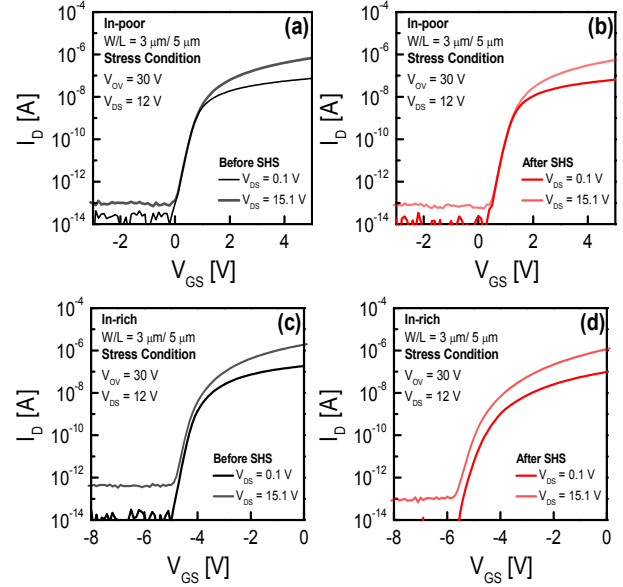 (a)
In-poor
W/L = 3 μm/ 5 μm
Stress Condition
V_OV = 30 V
V_DS = 12 V
Before SHS
V_DS = 0.1 V
V_DS = 15.1 V
10^-4
10^-6
10^-8
10^-10
10^-12
10^-14
I_D [A]
-2 0 2 4
V_GS [V]
(b)
In-poor
W/L = 3 μm/ 5 μm
Stress Condition
V_OV = 30 V
V_DS = 12 V
After SHS
V_DS = 0.1 V
V_DS = 15.1 V
10^-4
10^-6
10^-8
10^-10
10^-12
10^-14
I_D [A]
-2 0 2 4
V_GS [V]
(c)
In-rich
W/L = 3 μm/ 5 μm
Stress Condition
V_OV = 30 V
V_DS = 12 V
Before SHS
V_DS = 0.1 V
V_DS = 15.1 V
10^-4
10^-6
10^-8
10^-10
10^-12
10^-14
I_D [A]
-8 -6 -4 -2 0
V_GS [V]
(d)
In-rich
W/L = 3 μm/ 5 μm
Stress Condition
V_OV = 30 V
V_DS = 12 V
After SHS
V_DS = 0.1 V
V_DS = 15.1 V
10^-4
10^-6
10^-8
10^-10
10^-12
10^-14
I_D [A]
-8 -6 -4 -2 0
V_GS [V]